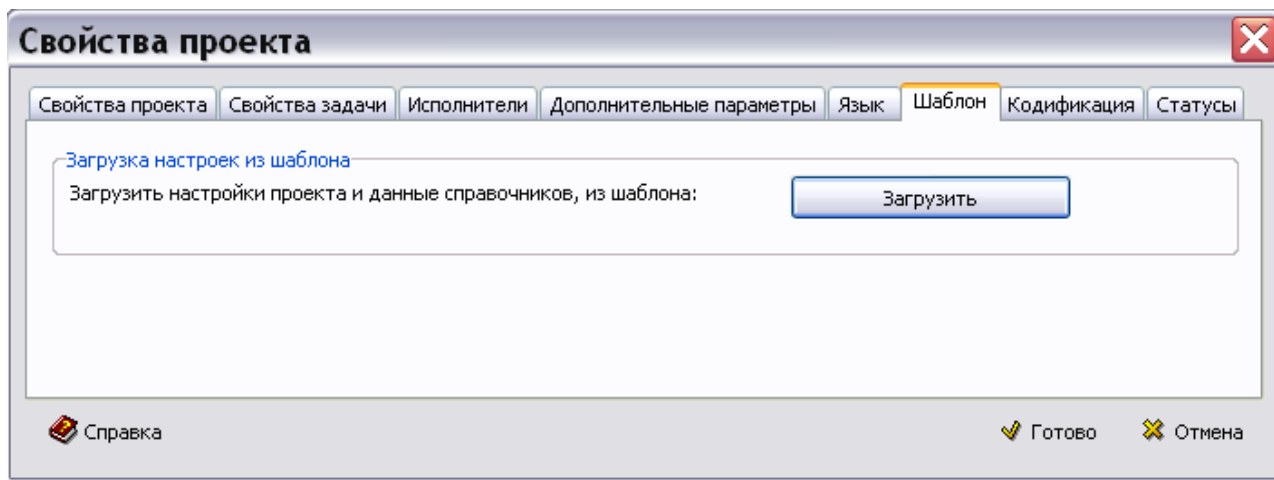 Свойства проекта
Свойства проекта Свойства задачи Исполнители Дополнительные параметры Язык Шаблон Кодификация Статусы
Загрузка настроек из шаблона
Загрузить настройки проекта и данные справочников, из шаблона: Загрузить
Справка Готово Отмена